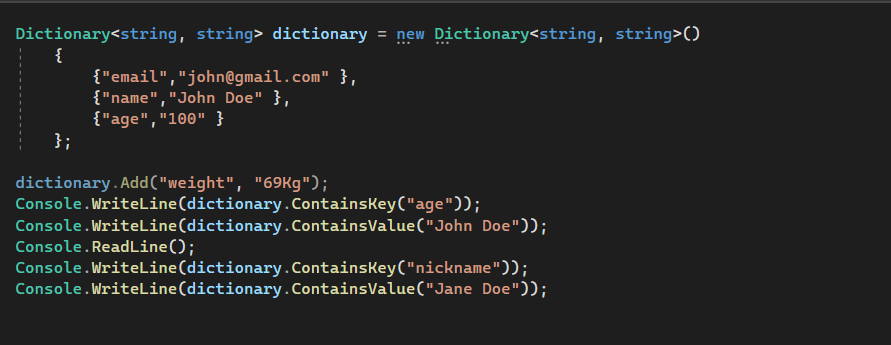 Dictionary<string, string> dictionary = new Dictionary<string, string>()
{
{"email","john@gmail.com" },
{"name","John Doe" },
{"age","100" }
};
dictionary.Add("weight", "69Kg");
Console.WriteLine(dictionary.ContainsKey("age"));
Console.WriteLine(dictionary.ContainsValue("John Doe"));
Console.ReadLine();
Console.WriteLine(dictionary.ContainsKey("nickname"));
Console.WriteLine(dictionary.ContainsValue("Jane Doe"));